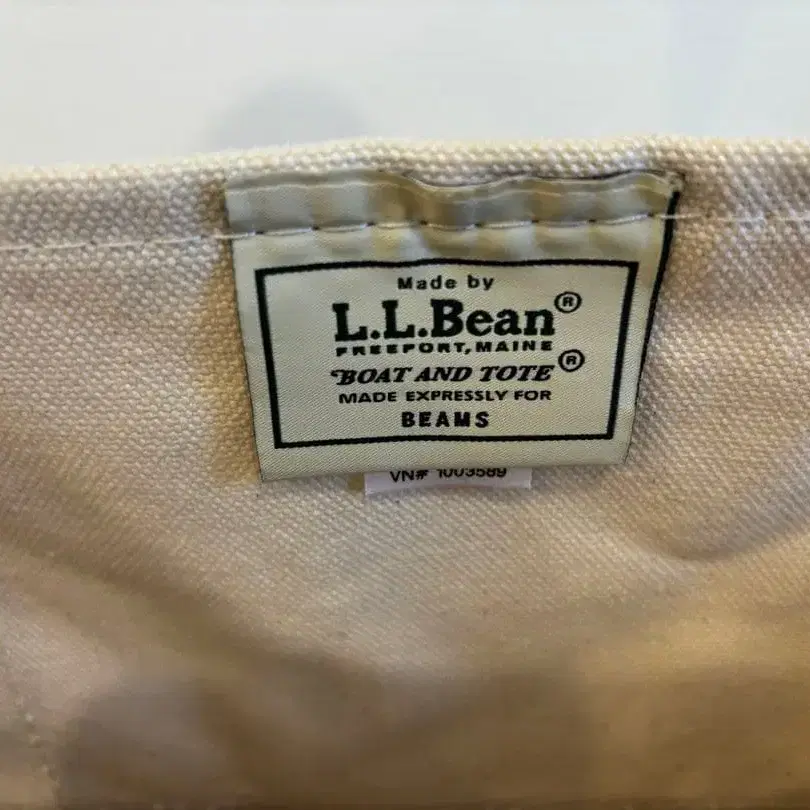 Made by
L.L.Bean®
FREEPORT, MAINE
BOAT AND TOTE®
MADE EXPRESSLY FOR
BEAMS
VN# 1003589